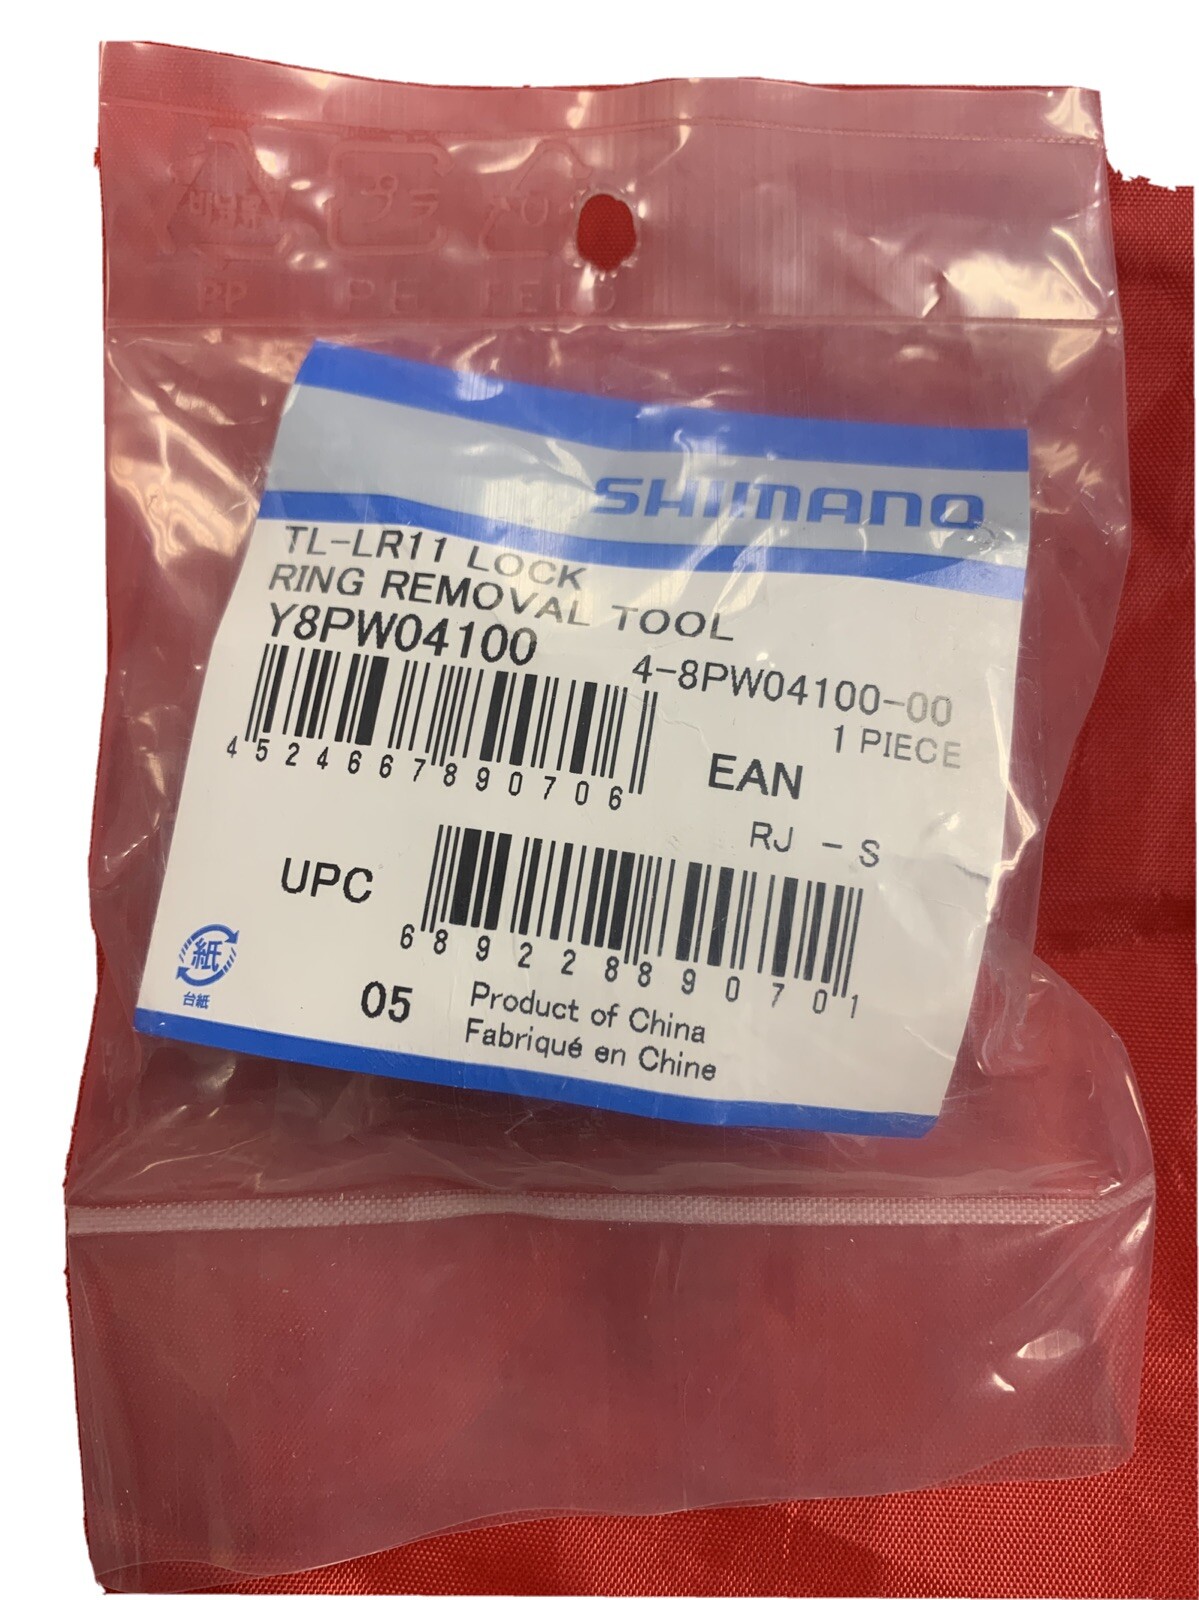 PE
SHIMANO
TL-LR11 LOCK
RING REMOVAL TOOL
Y8PW04100
4-8PW04100-00
1 PIECE
4524667890706
EAN
RJ - S
UPC
689228890701
紙
台紙
05
Product of China
Fabriqué en Chine